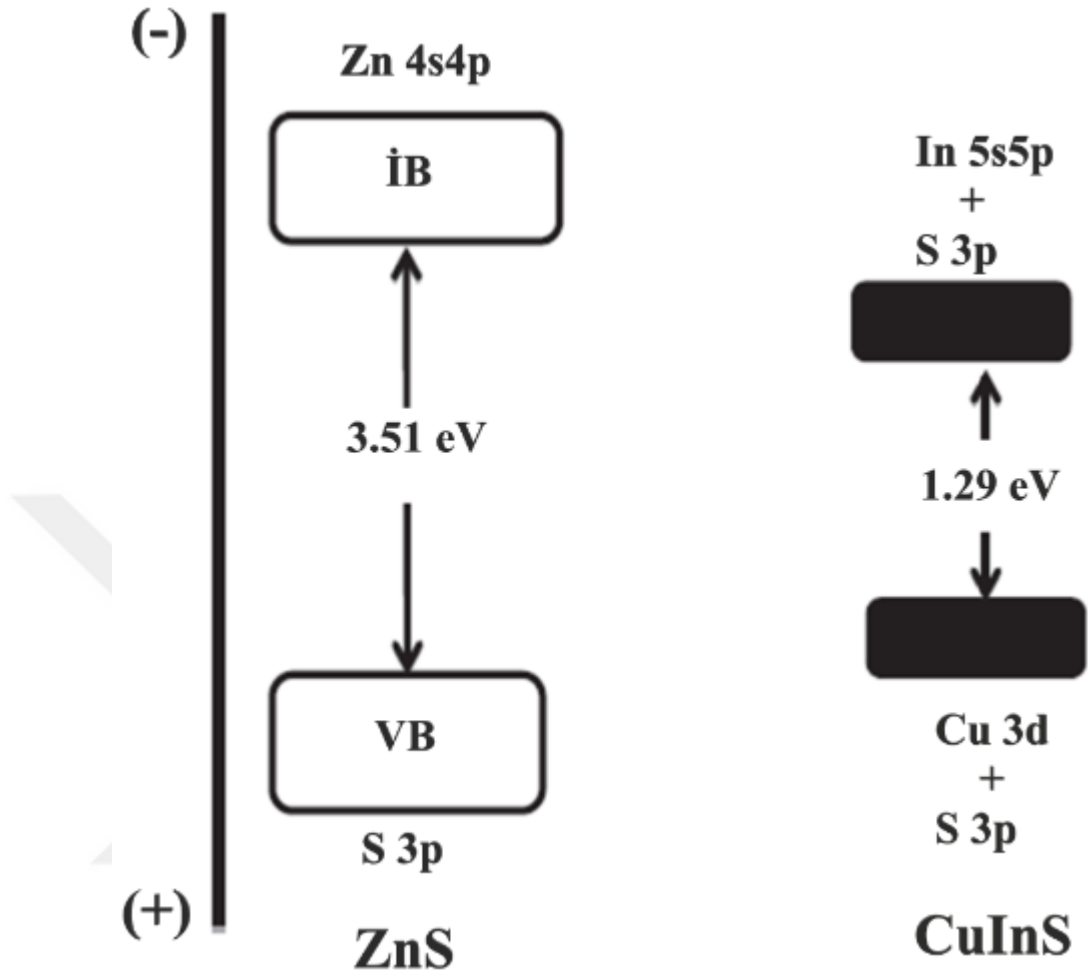 (-)
Zn 4s4p
İB
3.51 eV
VB
S 3p
(+)
ZnS
In 5s5p
+
S 3p
1.29 eV
Cu 3d
+
S 3p
CuInS